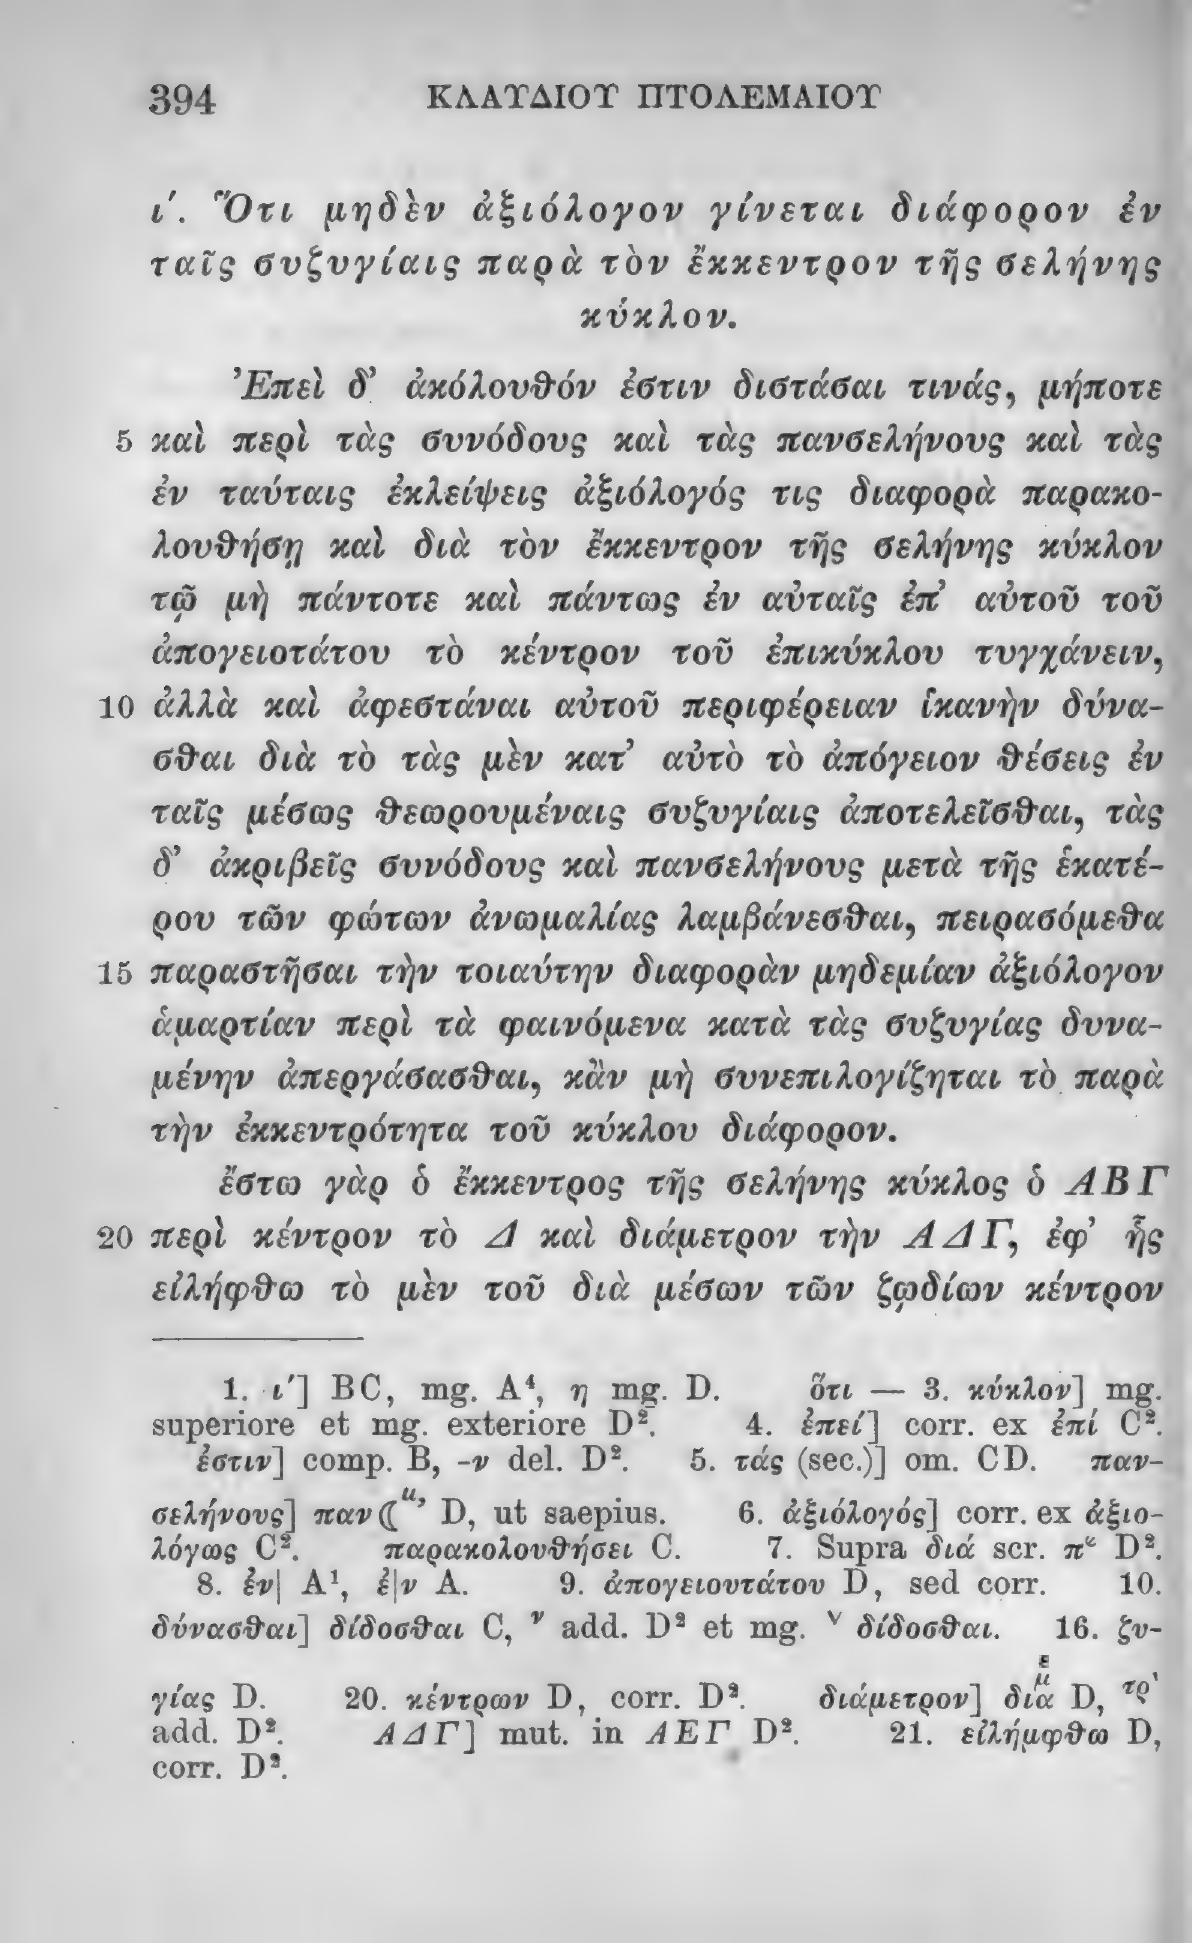 394 ΚΛΑΥΔΙΟΥ ΠΤΟΛΕΜΑΙΟΥ
ι΄. Ὅτι μηδὲν ἀξιόλογον γίνεται διάφορον ἐν
ταῖς συζυγίαις παρὰ τὸν ἔκκεντρον τῆς σελήνης
κύκλον.
Ἐπεὶ δ’ ἀκόλουθόν ἐστιν διστάσαι τινάς, μήποτε
5 καὶ περὶ τὰς συνόδους καὶ τὰς πανσελήνους καὶ τὰς
ἐν ταύταις ἐκλείψεις ἀξιόλογός τις διαφορὰ παρακο-
λουθήσῃ καὶ διὰ τὸν ἔκκεντρον τῆς σελήνης κύκλον
τῷ μὴ πάντοτε καὶ πάντως ἐν αὐταῖς ἐπ’ αὐτοῦ τοῦ
ἀπογειοτάτου τὸ κέντρον τοῦ ἐπικύκλου τυγχάνειν,
10 ἀλλὰ καὶ ἀφεστάναι αὐτοῦ περιφέρειαν ἱκανὴν δύνα-
σθαι διὰ τὸ τὰς μὲν κατ’ αὐτὸ τὸ ἀπόγειον θέσεις ἐν
ταῖς μέσως θεωρουμέναις συζυγίαις ἀποτελεῖσθαι, τὰς
δ’ ἀκριβεῖς συνόδους καὶ πανσελήνους μετὰ τῆς ἑκατέ-
ρου τῶν φώτων ἀνωμαλίας λαμβάνεσθαι, πειρασόμεθα
15 παραστῆσαι τὴν τοιαύτην διαφορὰν μηδεμίαν ἀξιόλογον
ἁμαρτίαν περὶ τὰ φαινόμενα κατὰ τὰς συζυγίας δυνα-
μένην ἀπεργάσασθαι, κἂν μὴ συνεπιλογίζηται τὸ παρὰ
τὴν ἐκκεντρότητα τοῦ κύκλου διάφορον.
ἔστω γὰρ ὁ ἔκκεντρος τῆς σελήνης κύκλος ὁ ΑΒΓ
20 περὶ κέντρον τὸ Δ καὶ διάμετρον τὴν ΑΔΓ, ἐφ’ ἧς
εἰλήφθω τὸ μὲν τοῦ διὰ μέσων τῶν ζῳδίων κέντρον
1. ι΄] BC, mg. A⁴, η mg. D. ὅτι — 3. κύκλον] mg.
superiore et mg. exteriore D². 4. ἐπεί] corr. ex ἐπί C².
ἐστιν] comp. B, -ν del. D². 5. τάς (sec.)] om. CD. παν-
σελήνους] παν D, ut saepius. 6. ἀξιόλογός] corr. ex ἀξιο-
λόγως C². παρακολουθήσει C. 7. Supra διά scr. π D².
8. ἐν| A¹, ἐ|ν A. 9. ἀπογειουτάτου D, sed corr. 10.
δύνασθαι] δίδοσθαι C, ᵛ add. D² et mg. ᵛ δίδοσθαι. 16. ζυ-
γίας D. 20. κέντρων D, corr. D². διάμετρον] δια D, τρ`
add. D². ΑΔΓ] mut. in ΑΕΓ D². 21. εἰλήμφθω D,
corr. D².